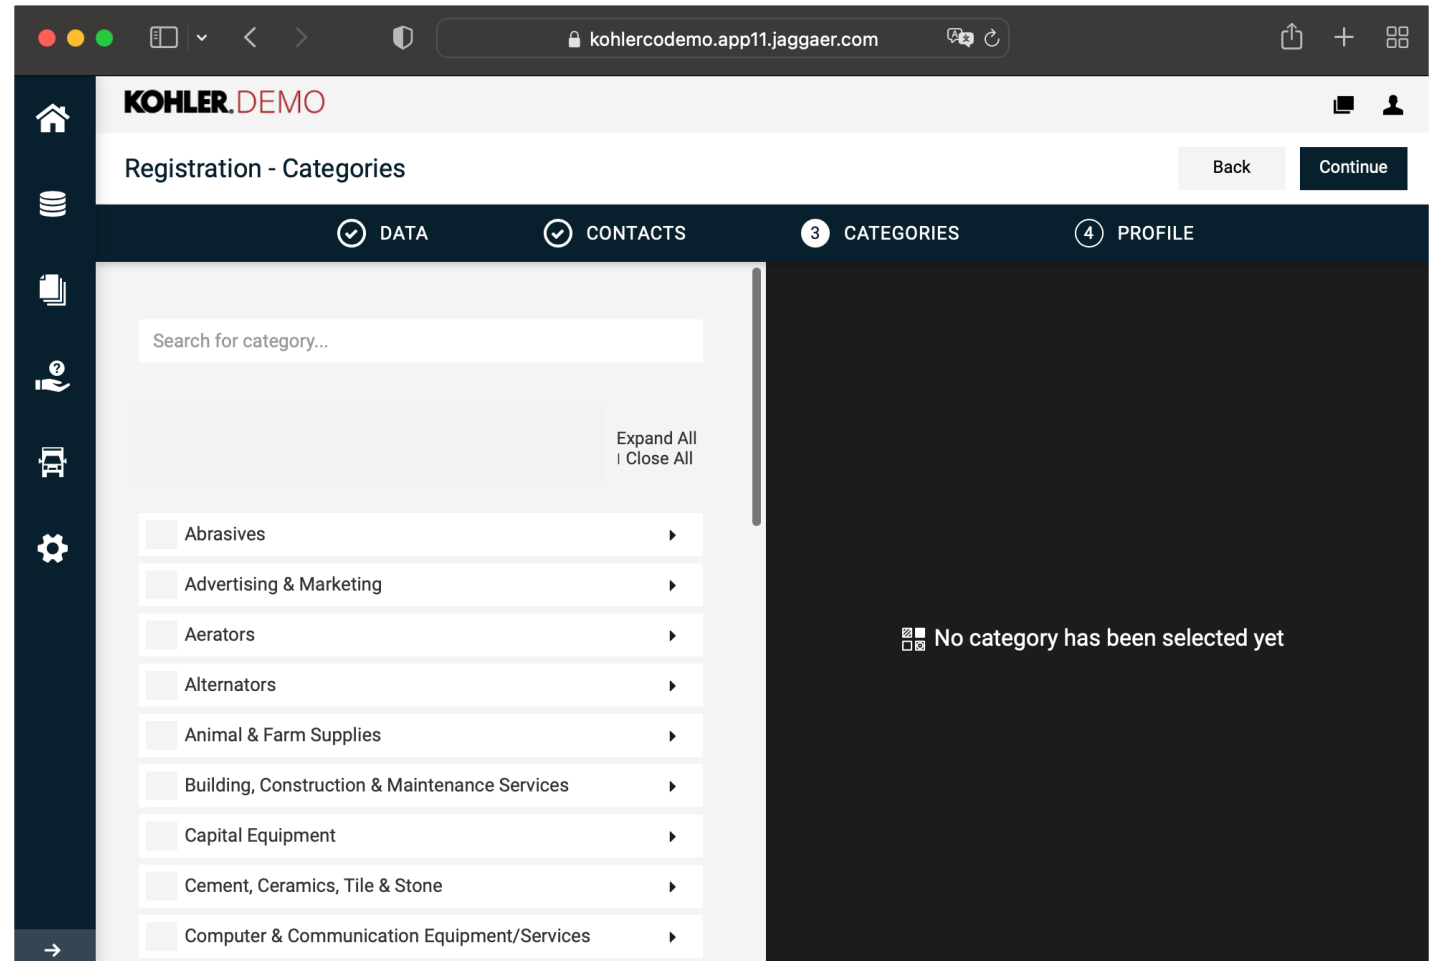 kohlercodemo.app11.jaggaer.com
KOHLER. DEMO
Registration - Categories
Back
Continue
DATA
CONTACTS
3 CATEGORIES
4 PROFILE
Search for category...
Expand All
| Close All
Abrasives
Advertising & Marketing
Aerators
Alternators
Animal & Farm Supplies
Building, Construction & Maintenance Services
Capital Equipment
Cement, Ceramics, Tile & Stone
Computer & Communication Equipment/Services
No category has been selected yet